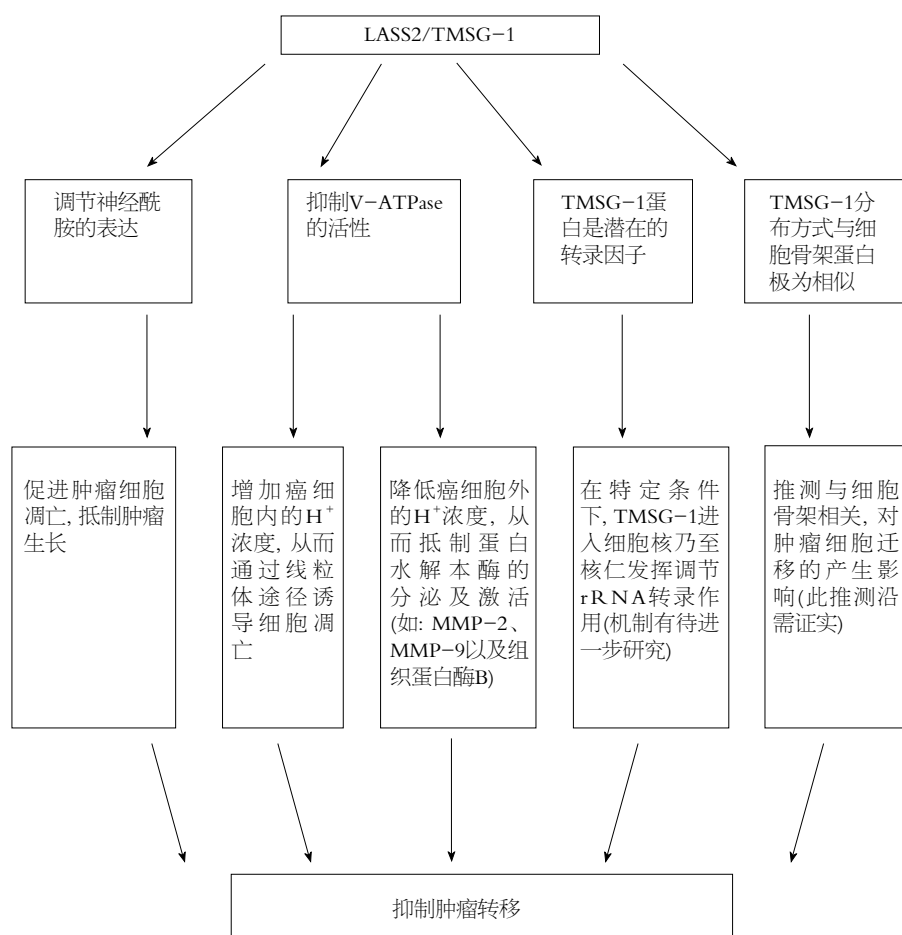 LASS2/TMSG-1
调节神经酰
胺的表达
抑制V-ATPase
的活性
TMSG-1蛋
白是潜在的
转录因子
TMSG-1分
布方式与细
胞骨架蛋白
极为相似
促进肿瘤细胞
凋亡, 抵制肿瘤
生长
增加癌细
胞内的H⁺
浓度, 从而
通过线粒
体途径诱
导细胞凋
亡
降低癌细胞外
的H⁺浓度, 从
而抵制蛋白
水解本酶的
分泌及激活
(如: MMP-2、
MMP-9以及组
织蛋白酶B)
在特定条件
下, TMSG-1进
入细胞核乃至
核仁发挥调节
rRNA转录作
用(机制有待进
一步研究)
推测与细胞
骨架相关, 对
肿瘤细胞迁
移的产生影
响(此推测沿
需证实)
抑制肿瘤转移